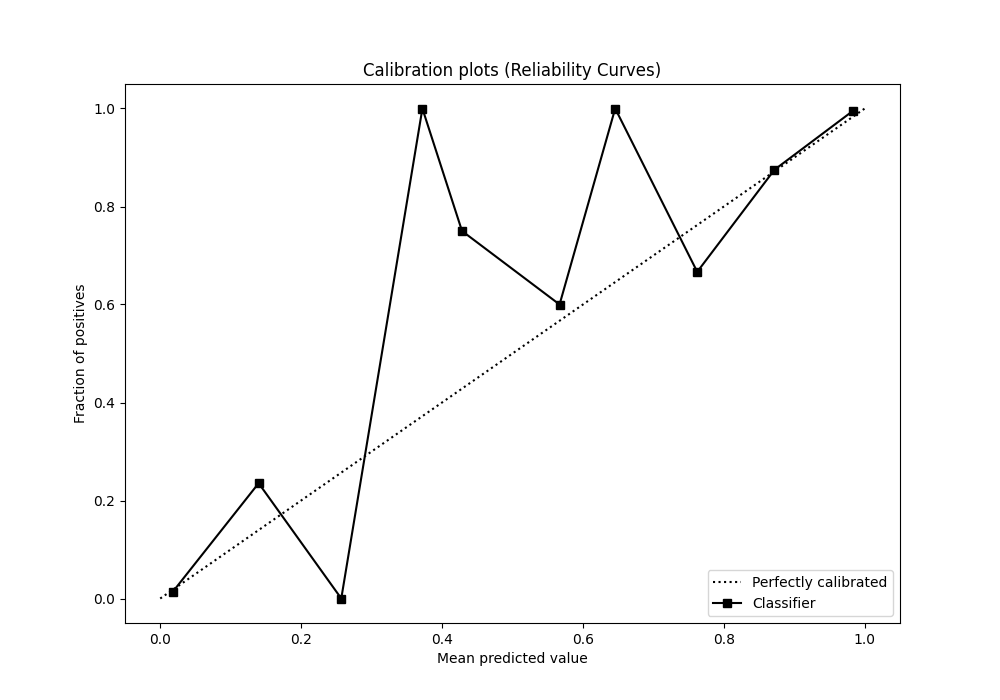 Calibration plots (Reliability Curves)
1.0
0.8
0.6
0.4
0.2
0.0
Fraction of positives
0.0 0.2 0.4 0.6 0.8 1.0
Mean predicted value
Perfectly calibrated
Classifier